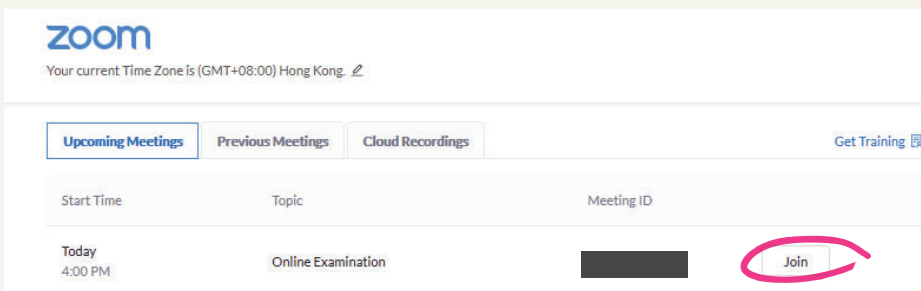 zoom
Your current Time Zone is (GMT+08:00) Hong Kong.
Upcoming Meetings Previous Meetings Cloud Recordings Get Training
Start Time Topic Meeting ID
Today
4:00 PM
Online Examination
Join